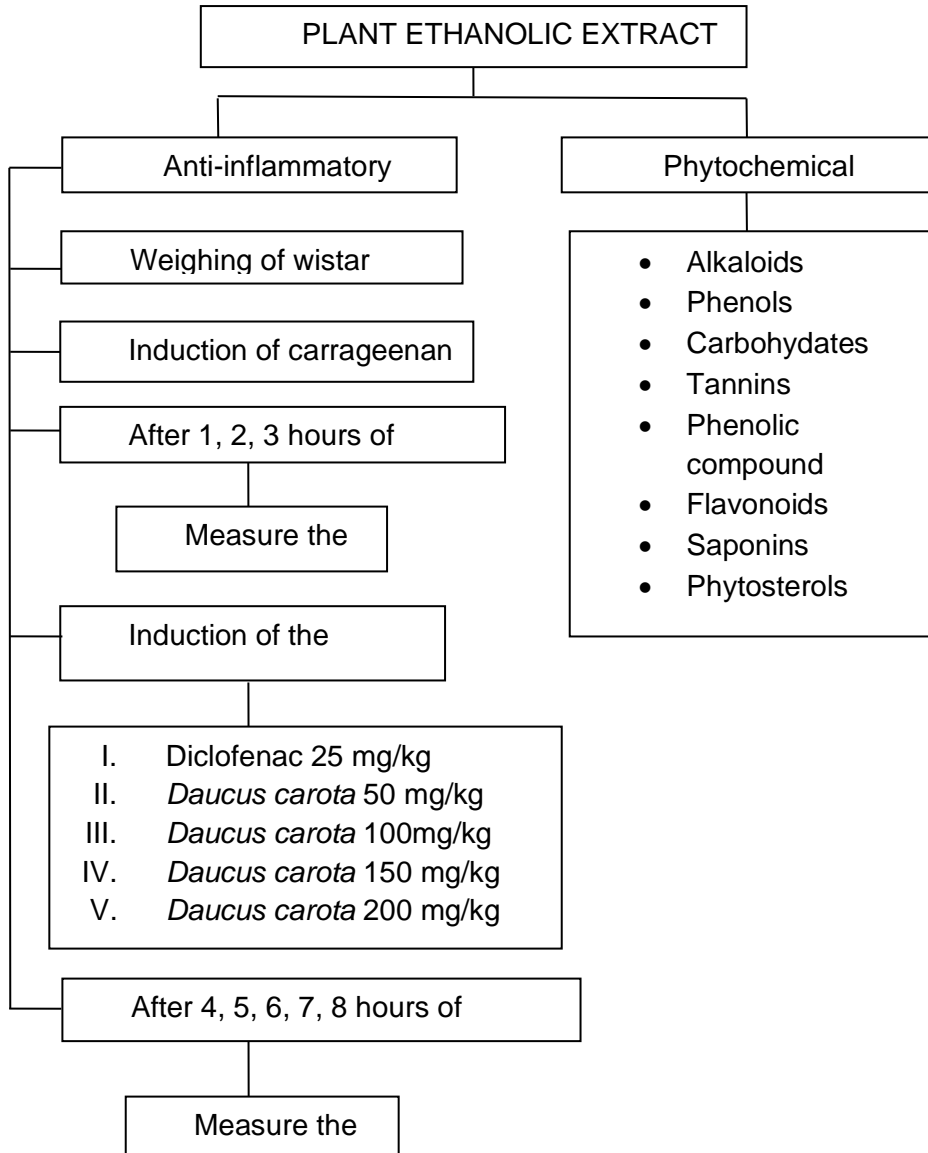 PLANT ETHANOLIC EXTRACT
Anti-inflammatory
Weighing of wistar
Induction of carrageenan
After 1, 2, 3 hours of
Measure the
Induction of the
I. Diclofenac 25 mg/kg
II. Daucus carota 50 mg/kg
III. Daucus carota 100mg/kg
IV. Daucus carota 150 mg/kg
V. Daucus carota 200 mg/kg
After 4, 5, 6, 7, 8 hours of
Measure the
Phytochemical
• Alkaloids
• Phenols
• Carbohydates
• Tannins
• Phenolic
compound
• Flavonoids
• Saponins
• Phytosterols